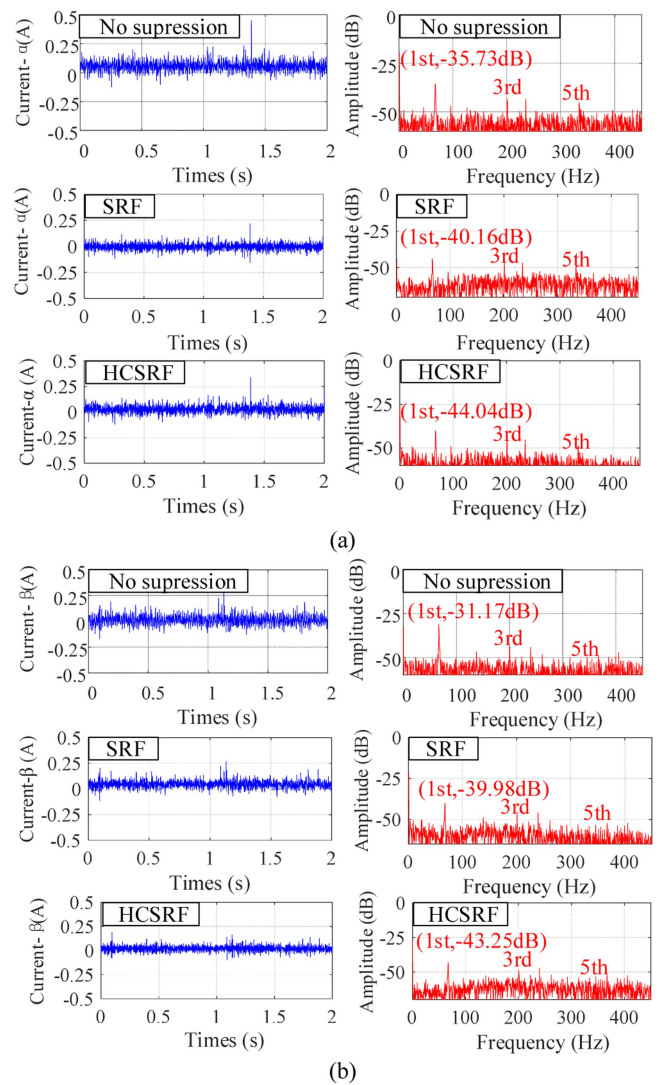 No supression
0.5
0.25
0
-0.25
-0.5
Current- α(A)
0
0.5
1
1.5
2
Times (s)
No supression
0
-25
-50
Amplitude (dB)
(1st,-35.73dB)
3rd
5th
0
100
200
300
400
Frequency (Hz)
SRF
0.5
0.25
0
-0.25
-0.5
Current- α(A)
0
0.5
1
1.5
2
Times (s)
SRF
0
-25
-50
Amplitude (dB)
(1st,-40.16dB)
3rd
5th
0
100
200
300
400
Frequency (Hz)
HCSRF
0.5
0.25
0
-0.25
-0.5
Current-α (A)
0
0.5
1
1.5
2
Times (s)
HCSRF
0
-25
-50
Amplitude (dB)
(1st,-44.04dB)
3rd
5th
0
100
200
300
400
Frequency (Hz)
(a)
No supression
0.5
0.25
0
-0.25
-0.5
Current- β(A)
0
0.5
1
1.5
2
Times (s)
No supression
0
-25
-50
Amplitude (dB)
(1st,-31.17dB)
3rd
5th
0
100
200
300
400
Frequency (Hz)
SRF
0.5
0.25
0
-0.25
-0.5
Current-β (A)
0
0.5
1
1.5
2
Times (s)
SRF
0
-25
-50
Amplitude (dB)
(1st,-39.98dB)
3rd
5th
0
100
200
300
400
Frequency (Hz)
HCSRF
0.5
0.25
0
-0.25
-0.5
Current- β(A)
0
0.5
1
1.5
2
Times (s)
HCSRF
0
-25
-50
Amplitude (dB)
(1st,-43.25dB)
3rd
5th
0
100
200
300
400
Frequency (Hz)
(b)